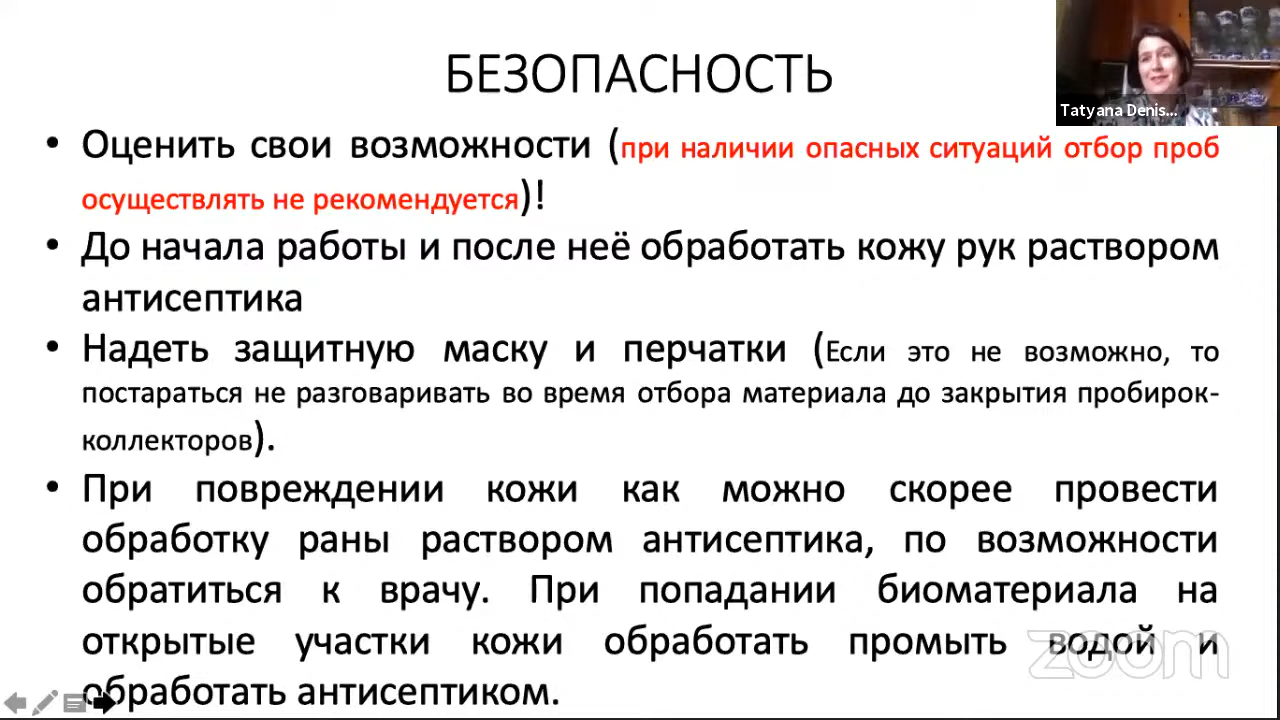 БЕЗОПАСНОСТЬ
Tatyana Denis...
• Оценить свои возможности (при наличии опасных ситуаций отбор проб
осуществлять не рекомендуется)!
• До начала работы и после неё обработать кожу рук раствором
антисептика
• Надеть защитную маску и перчатки (Если это не возможно, то
постараться не разговаривать во время отбора материала до закрытия пробирок-
коллекторов).
• При повреждении кожи как можно скорее провести
обработку раны раствором антисептика, по возможности
обратиться к врачу. При попадании биоматериала на
открытые участки кожи обработать промыть водой и
обработать антисептиком.
zoom